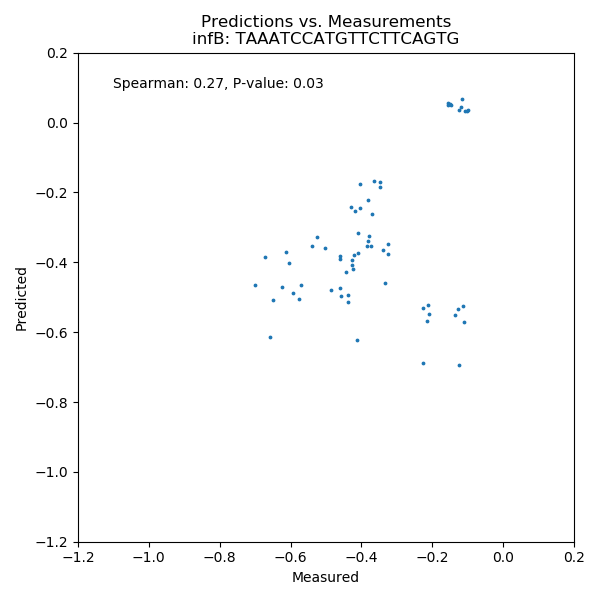 Predictions vs. Measurements
infB: TAAATCCATGTTCTTCAGTG
Spearman: 0.27, P-value: 0.03
Predicted
0.2
0.0
−0.2
−0.4
−0.6
−0.8
−1.0
−1.2
−1.2 −1.0 −0.8 −0.6 −0.4 −0.2 0.0 0.2
Measured